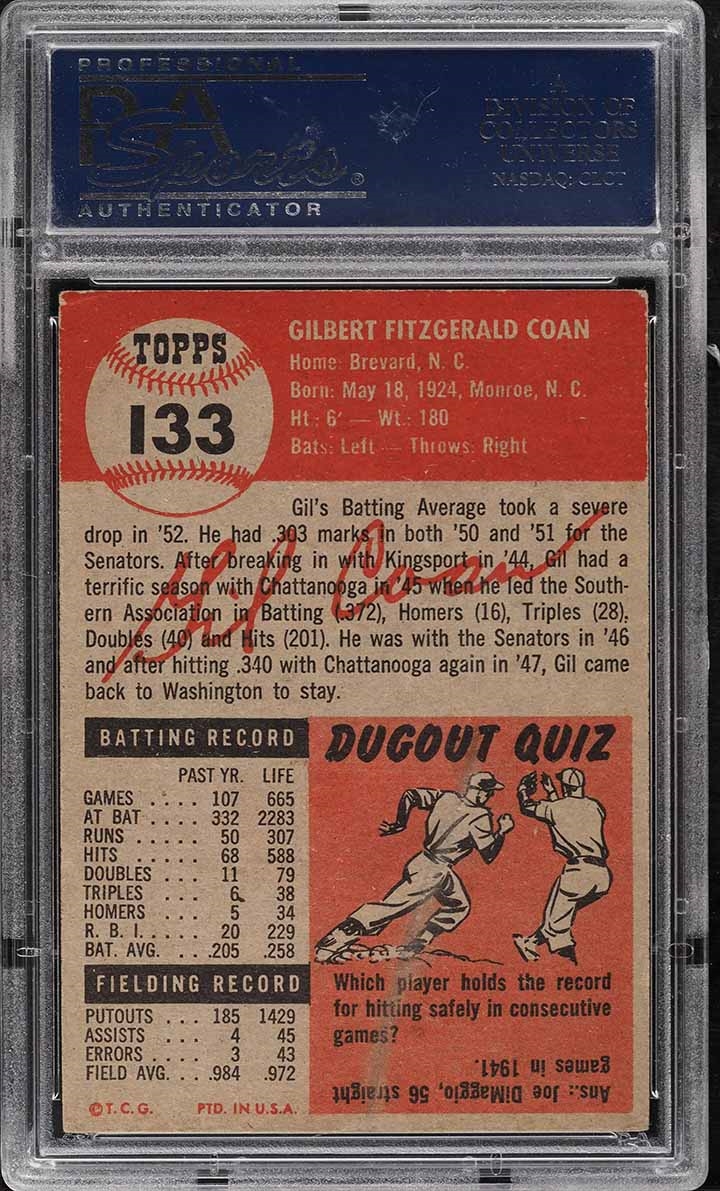 PROFESSIONAL
PSA
Sports®
AUTHENTICATOR
A
DIVISION OF
COLLECTORS
UNIVERSE
NASDAQ: CLCT
TOPPS
133
GILBERT FITZGERALD COAN
Home: Brevard, N. C.
Born: May 18, 1924, Monroe, N. C.
Ht : 6' — Wt.: 180
Bats: Left — Throws: Right
Gil's Batting Average took a severe
drop in '52. He had .303 marks in both '50 and '51 for the
Senators. After breaking in with Kingsport in '44, Gil had a
terrific season with Chattanooga in '45 when he led the South-
ern Association in Batting (.372), Homers (16), Triples (28),
Doubles (40) and Hits (201). He was with the Senators in '46
and after hitting .340 with Chattanooga again in '47, Gil came
back to Washington to stay.
Gil Coan
BATTING RECORD
PAST YR. LIFE
GAMES . . . . 107 665
AT BAT . . . . 332 2283
RUNS . . . . . 50 307
HITS . . . . . 68 588
DOUBLES . . . 11 79
TRIPLES . . . 6 38
HOMERS . . . 5 34
R. B. I. . . . . 20 229
BAT. AVG. . . .205 .258
FIELDING RECORD
PUTOUTS . . . 185 1429
ASSISTS . . . 4 45
ERRORS . . . 3 43
FIELD AVG. . . .984 .972
© T. C. G. PTD. IN U.S.A.
DUGOUT QUIZ
Which player holds the record
for hitting safely in consecutive
games?
Ans.: Joe DiMaggio, 56 straight
games in 1941.